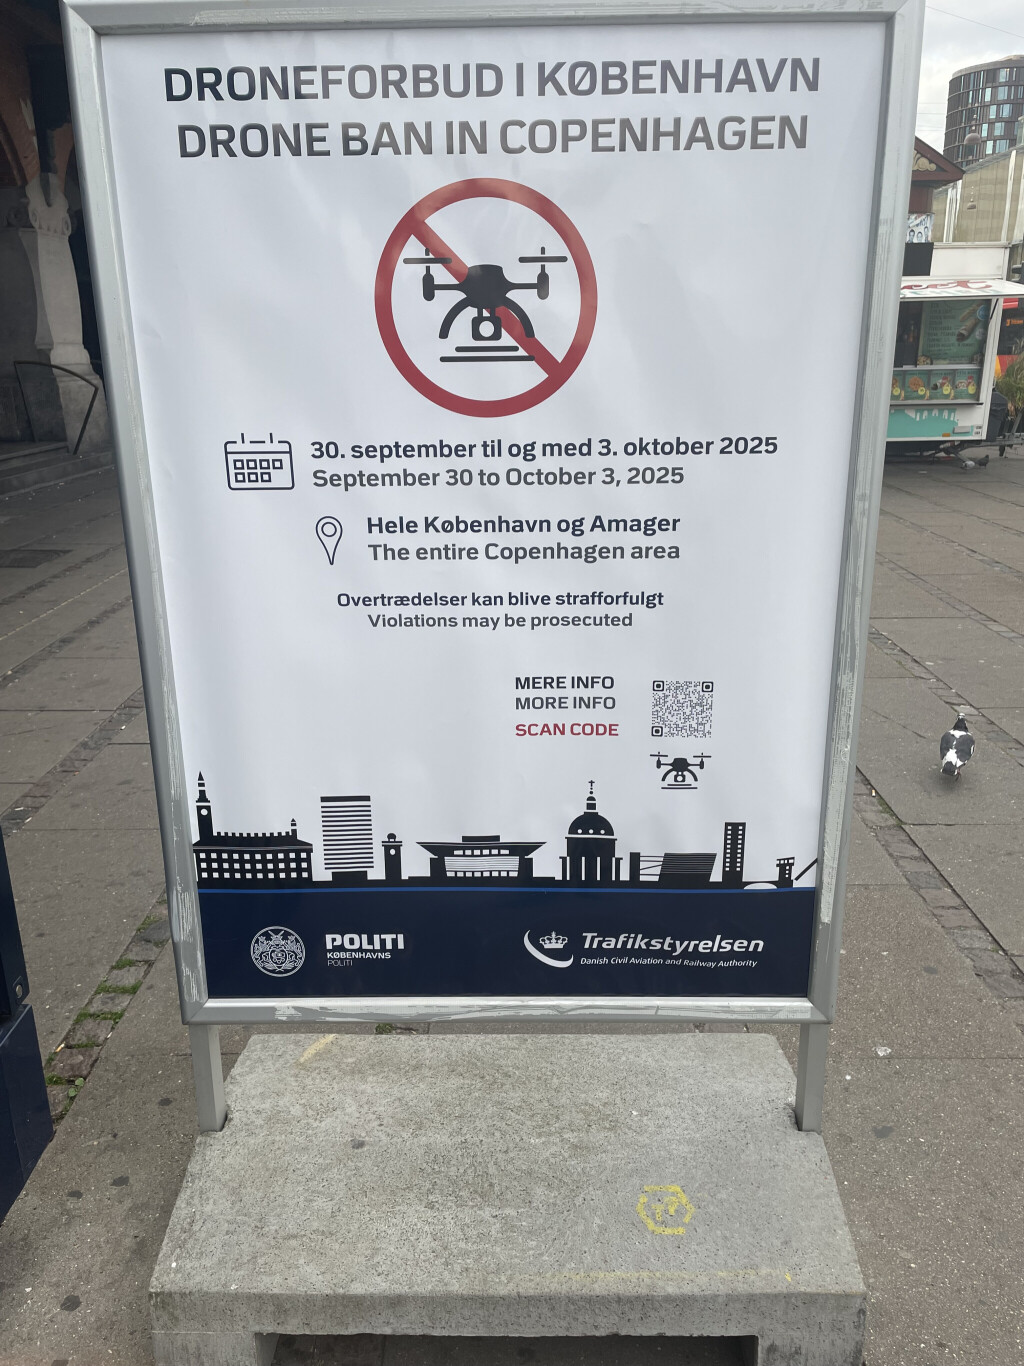 DRONEFORBUD I KØBENHAVN
DRONE BAN IN COPENHAGEN
30. september til og med 3. oktober 2025
September 30 to October 3, 2025
Hele København og Amager
The entire Copenhagen area
Overtrædelser kan blive strafforfulgt
Violations may be prosecuted
MERE INFO
MORE INFO
SCAN CODE
POLITI
KØBENHAVNS
POLITI
Trafikstyrelsen
Danish Civil Aviation and Railway Authority